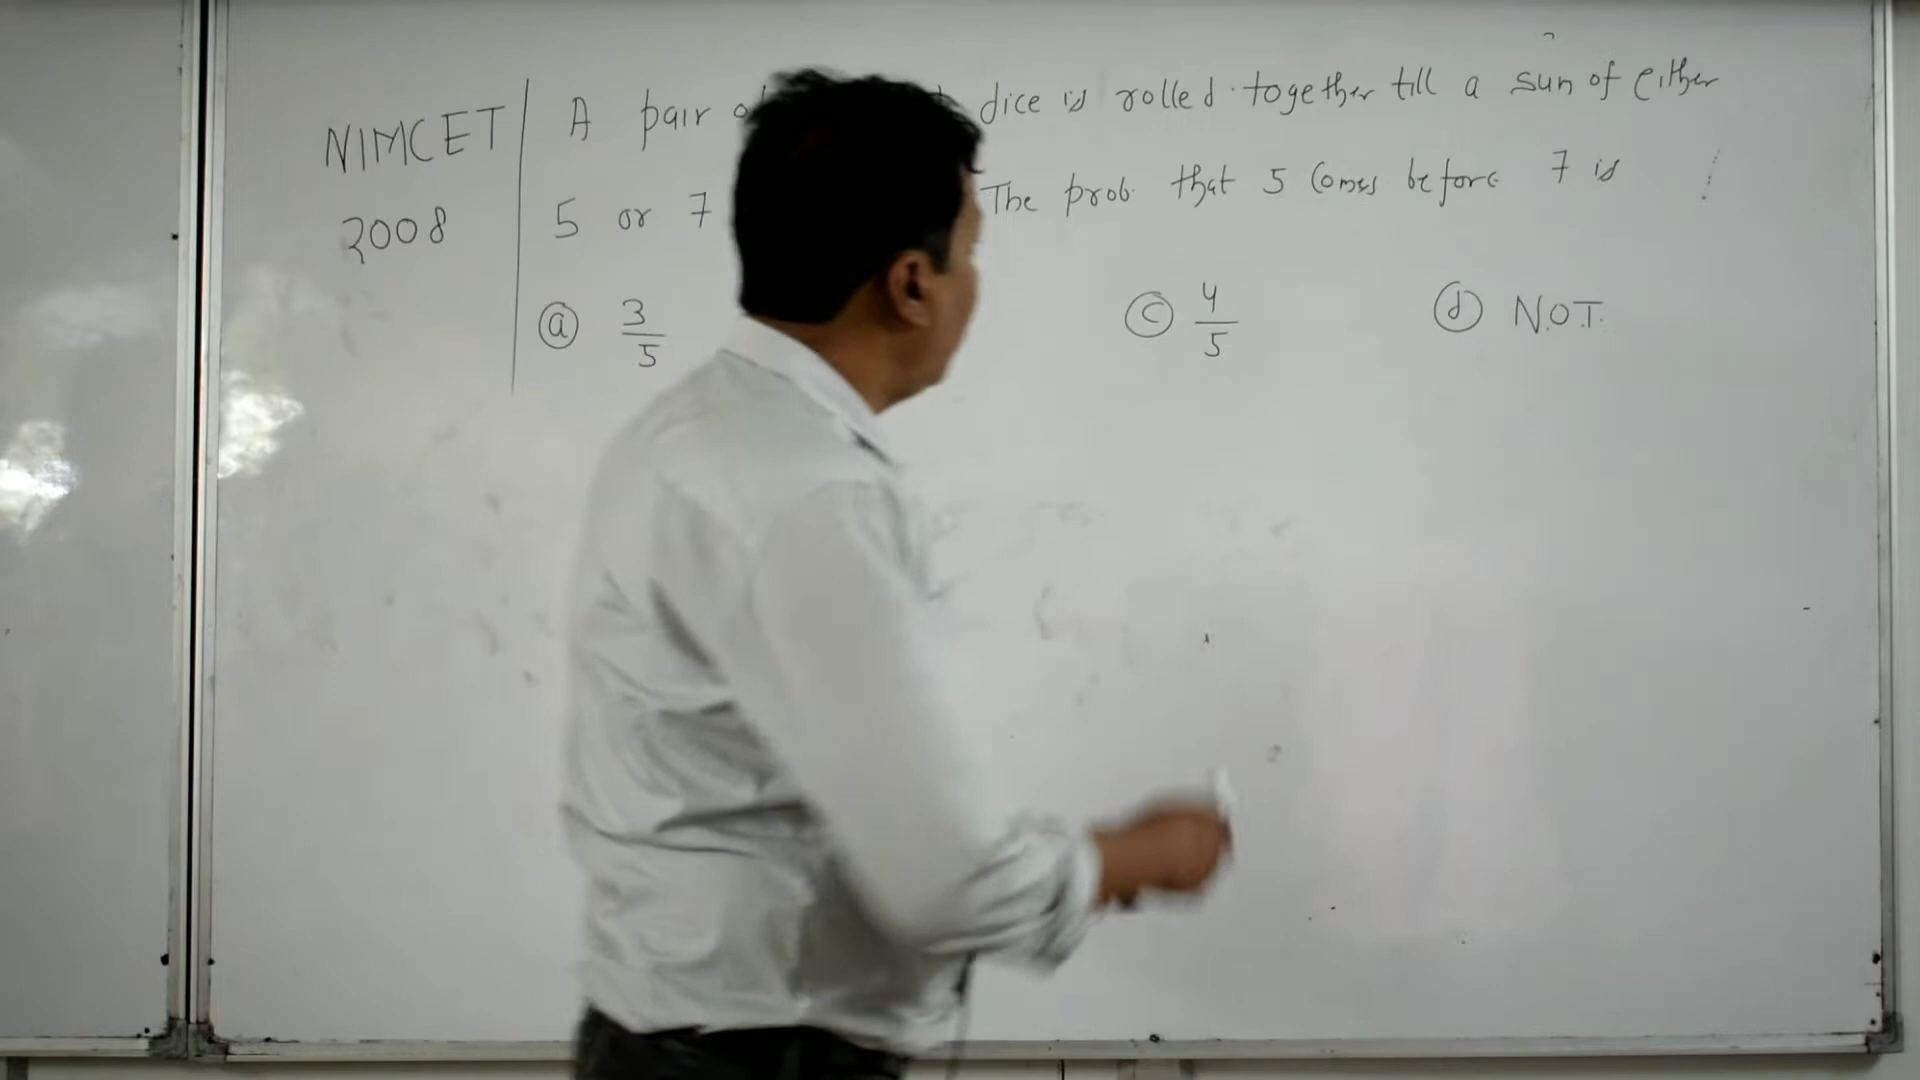 NIMCET
2008
A pair dice is rolled together till a sum of either
5 or 7 The prob. that 5 Comes before 7 is
ⓐ 3/5 ⓒ 4/5 ⓓ N.O.T.